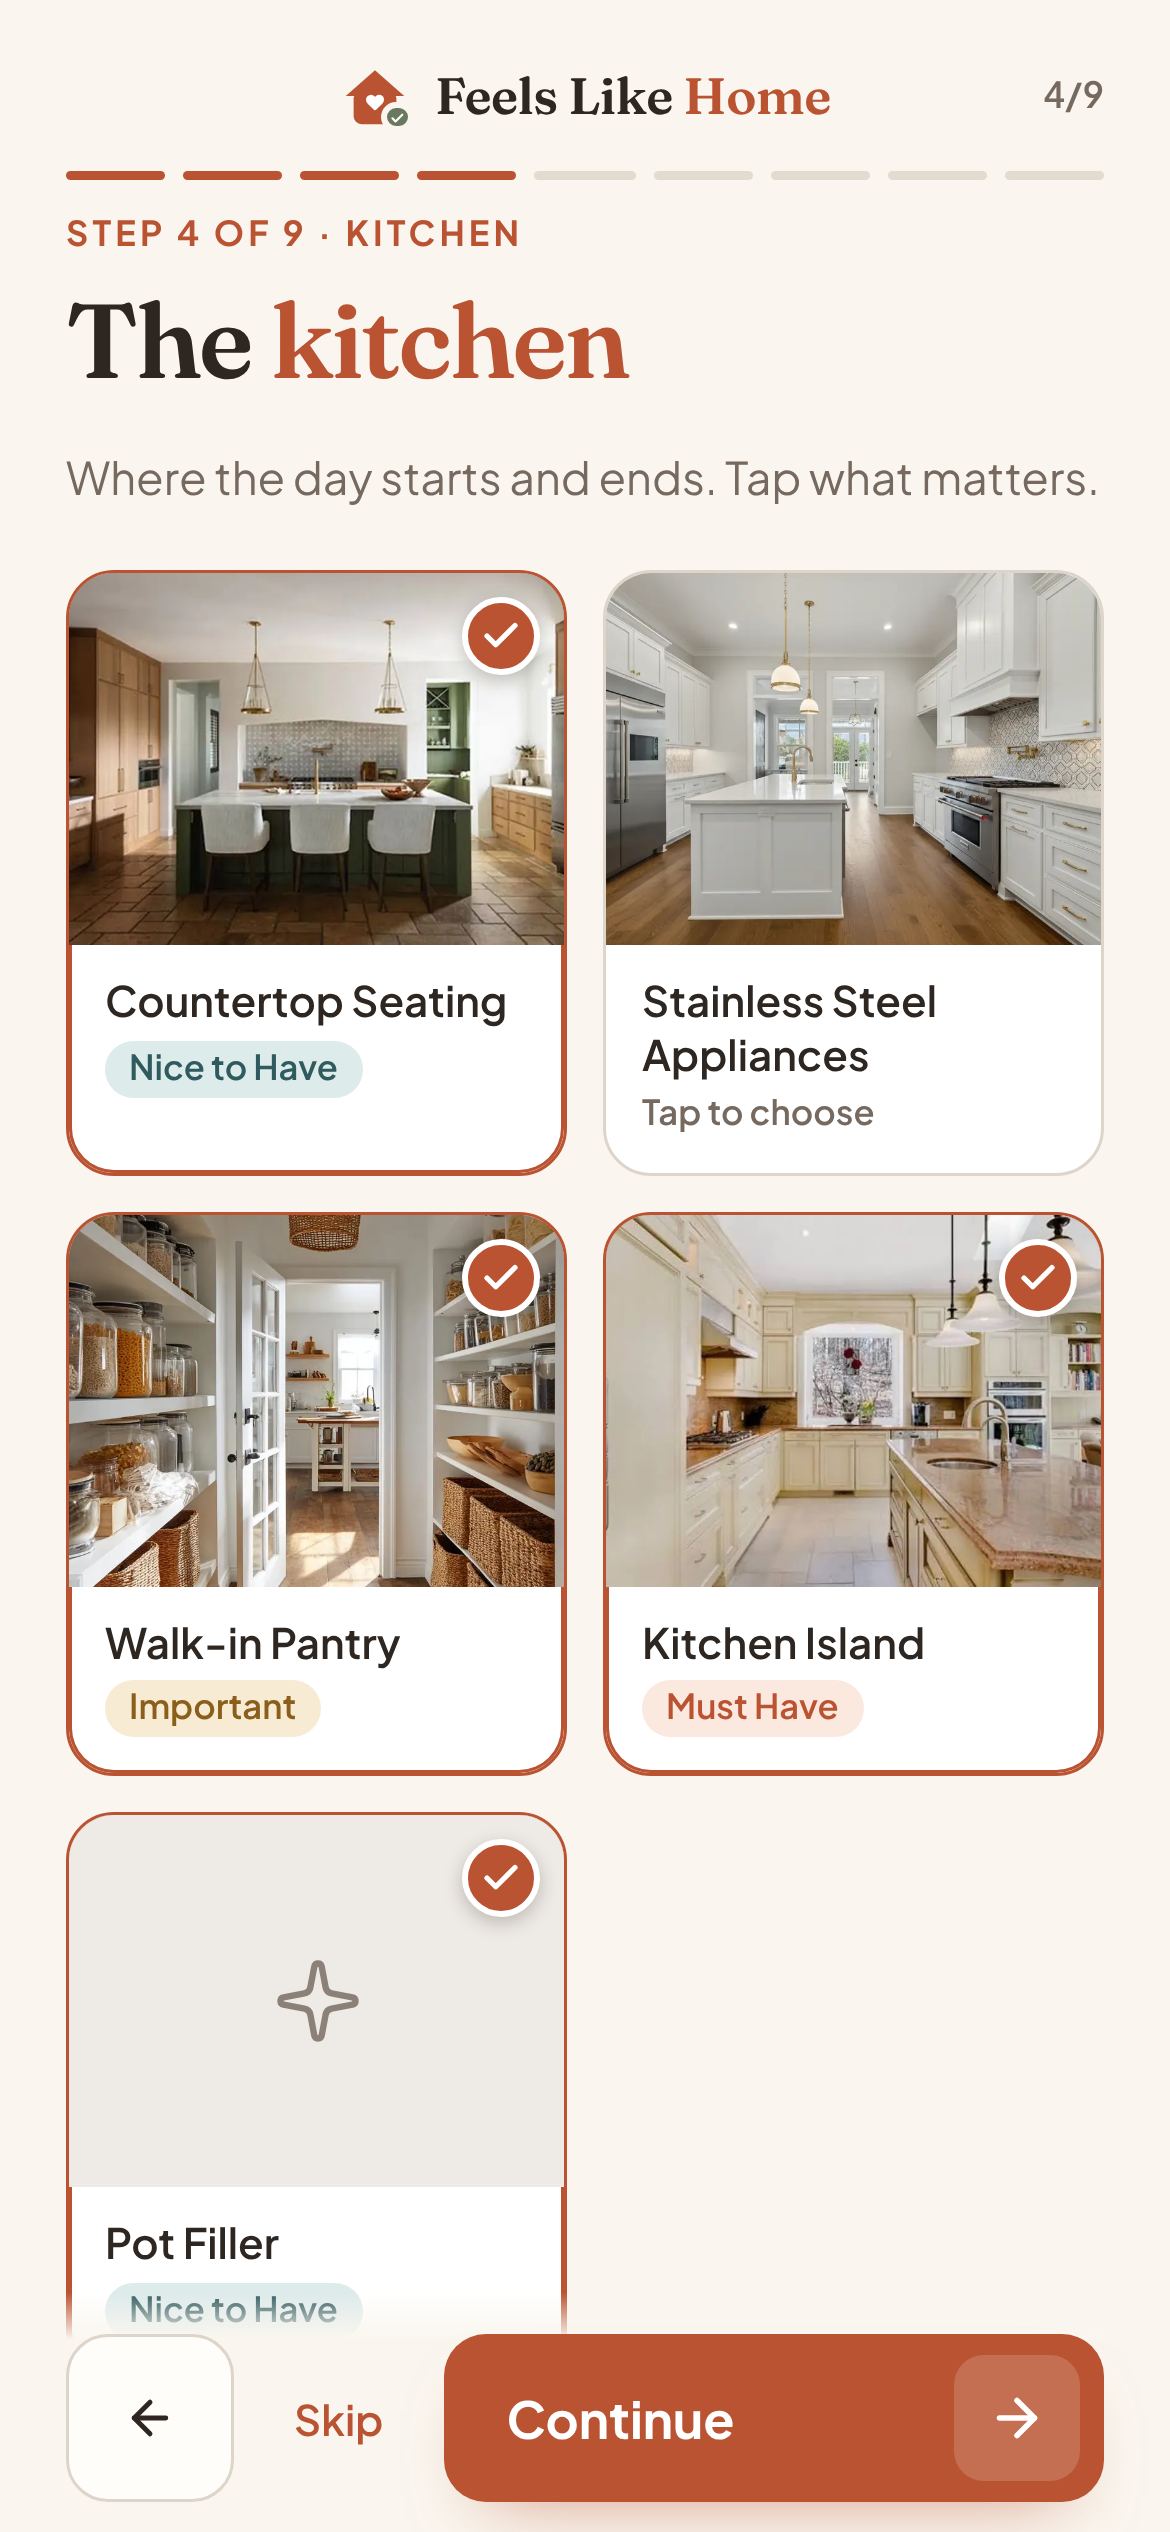 Feels Like Home
4/9
STEP 4 OF 9 · KITCHEN
The kitchen
Where the day starts and ends. Tap what matters.
Countertop Seating
Nice to Have
Stainless Steel
Appliances
Tap to choose
Walk-in Pantry
Important
Kitchen Island
Must Have
Pot Filler
Nice to Have
Skip
Continue